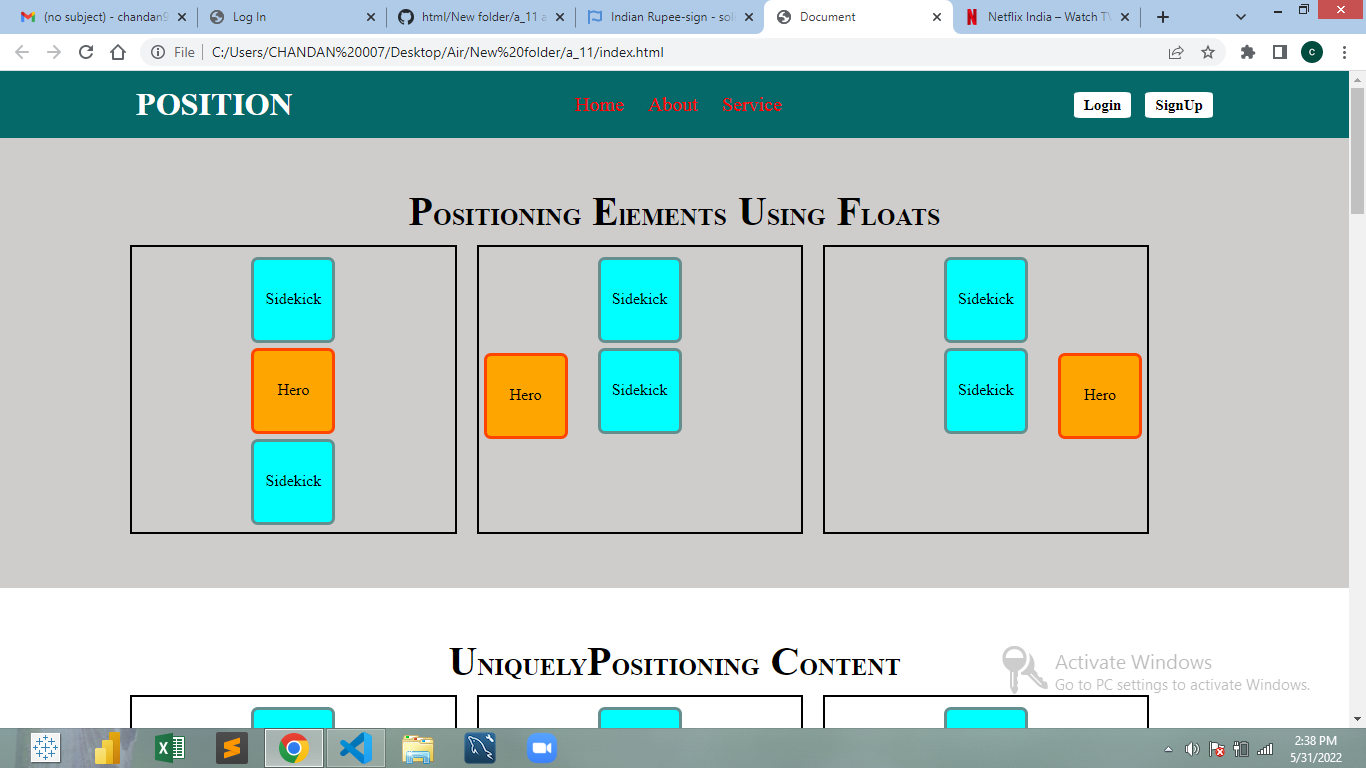 (no subject) - chandan9
Log In
html/New folder/a_11 a
Indian Rupee-sign - sol
Document
Netflix India – Watch TV
File
C:/Users/CHANDAN%20007/Desktop/Air/New%20folder/a_11/index.html
c
POSITION
Home About Service
Login SignUp
Positioning Elements Using Floats
Sidekick
Hero
Sidekick
Sidekick
Hero
Sidekick
Sidekick
Sidekick
Hero
UniquelyPositioning Content
Activate Windows
Go to PC settings to activate Windows.
2:38 PM
5/31/2022